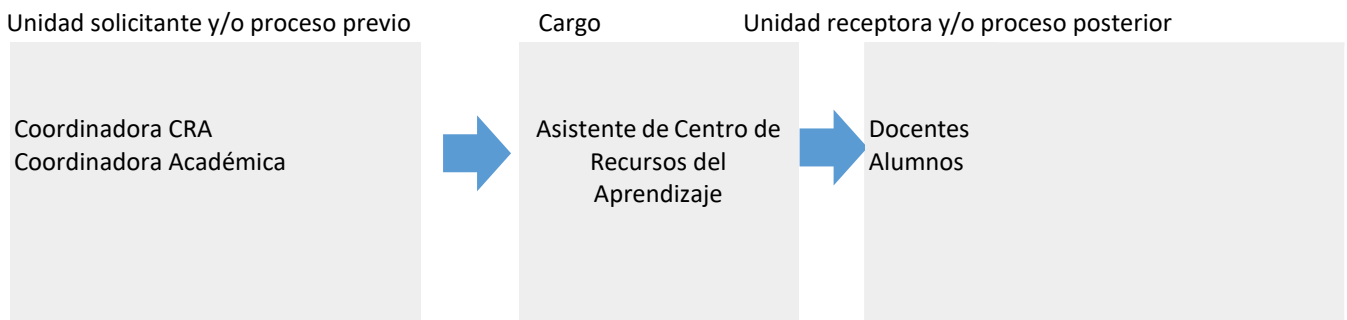 Unidad solicitante y/o proceso previo
Cargo
Unidad receptora y/o proceso posterior
Coordinadora CRA
Coordinadora Académica
Asistente de Centro de
Recursos del
Aprendizaje
Docentes
Alumnos